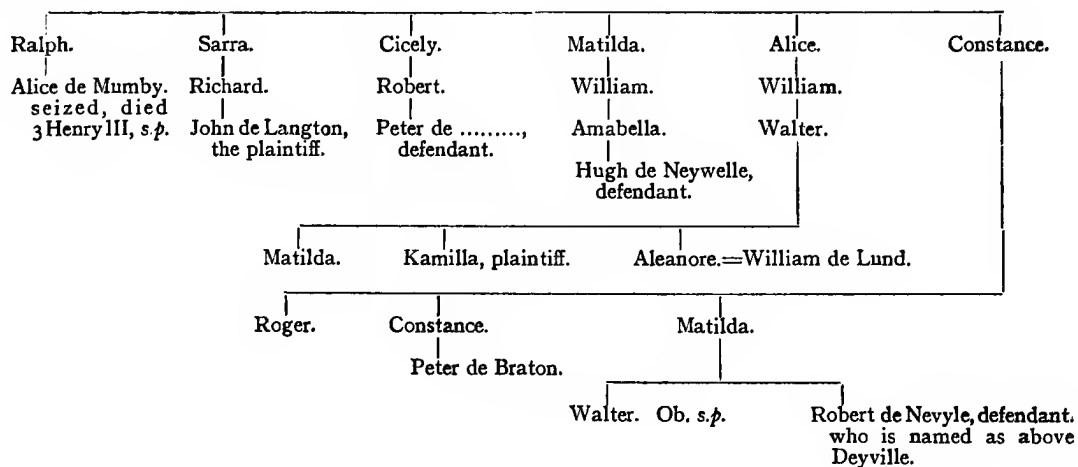 Ralph. Sarra. Cicely. Matilda. Alice. Constance.
Alice de Mumby. Richard. Robert. William. William.
seized, died
3 Henry III, s.p. John de Langton, Peter de ........., Amabella. Walter.
the plaintiff. defendant.
Hugh de Neywelle,
defendant.
Matilda. Kamilla, plaintiff. Aleanore.=William de Lund.
Roger. Constance. Matilda.
Peter de Braton.
Walter. Ob. s.p. Robert de Nevyle, defendant.
who is named as above
Deyville.